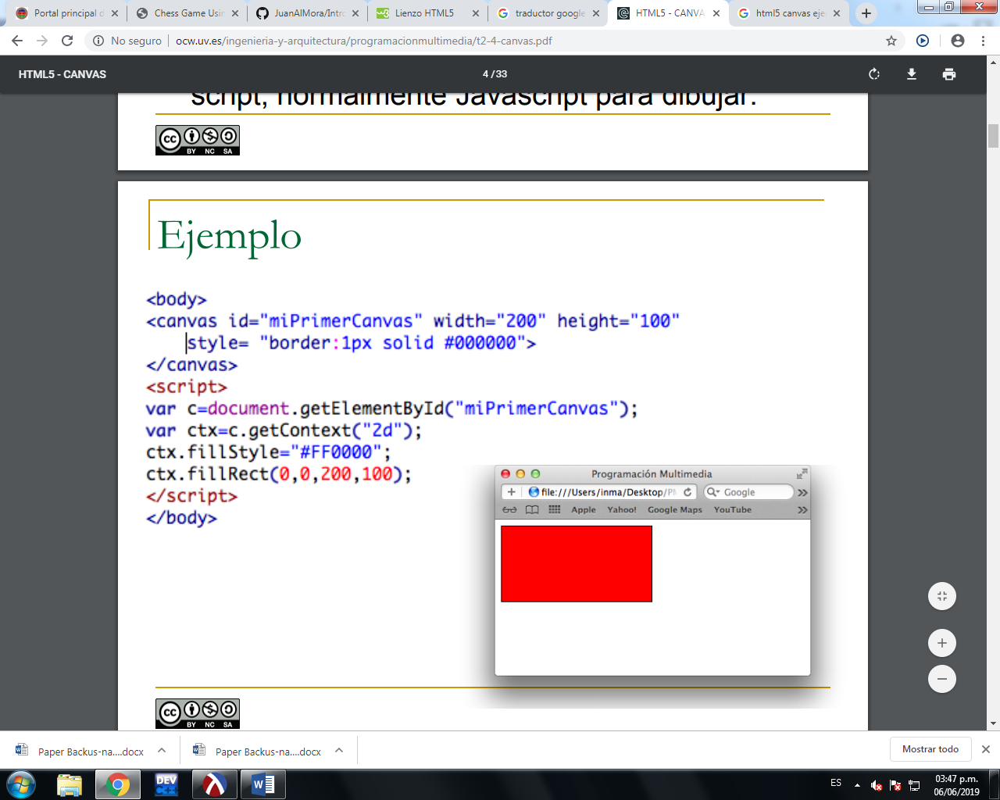 Portal principal d
Chess Game Usin
JuanAlMora/Intro
Lienzo HTML5
traductor google
HTML5 - CANVA
html5 canvas eje
No seguro
ocw.uv.es/ingenieria-y-arquitectura/programacionmultimedia/t2-4-canvas.pdf
HTML5 - CANVAS
4 / 33
script, normalmente Javascript para dibujar.
cc BY NC SA
Ejemplo
<body>
<canvas id="miPrimerCanvas" width="200" height="100"
style= "border:1px solid #000000">
</canvas>
<script>
var c=document.getElementById("miPrimerCanvas");
var ctx=c.getContext("2d");
ctx.fillStyle="#FF0000";
ctx.fillRect(0,0,200,100);
</script>
</body>
Programación Multimedia
file:///Users/inma/Desktop/PM
Google
Apple Yahoo! Google Maps YouTube
cc BY NC SA
Paper Backus-na....docx
Paper Backus-na....docx
Mostrar todo
DEV C++
ES
03:47 p.m.
06/06/2019